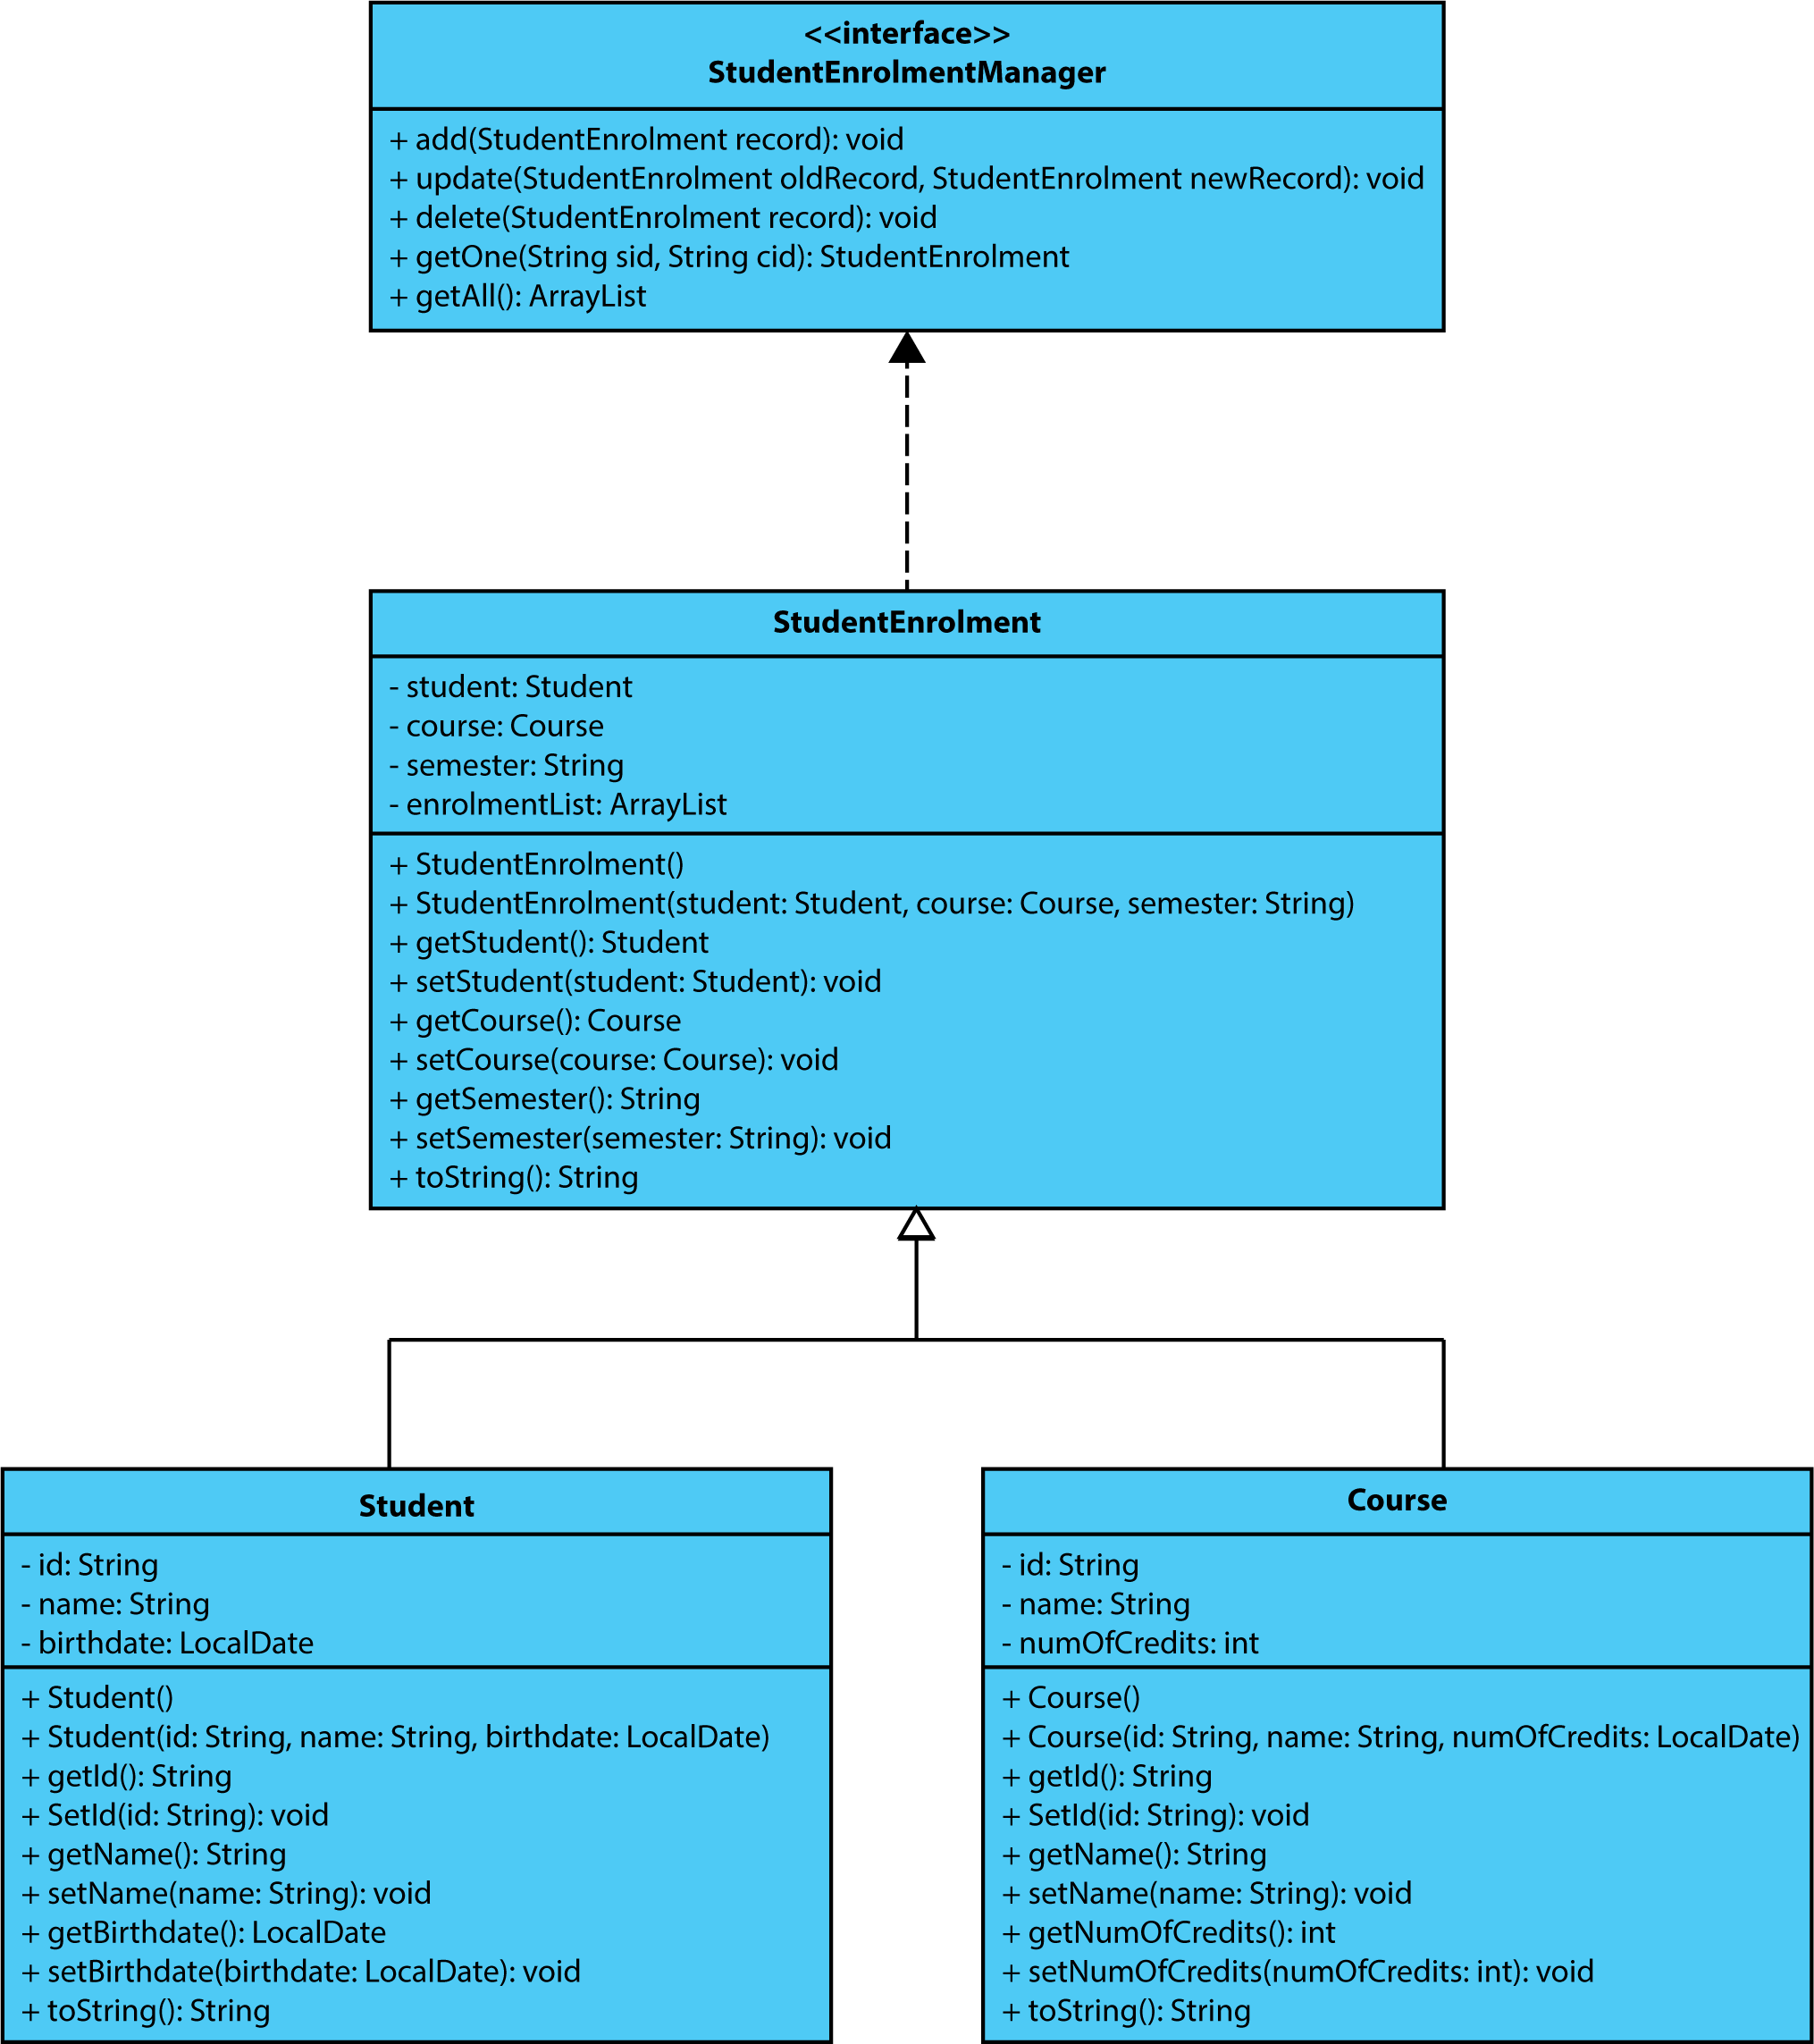 <<interface>>
StudentEnrolmentManager
+ add(StudentEnrolment record): void
+ update(StudentEnrolment oldRecord, StudentEnrolment newRecord): void
+ delete(StudentEnrolment record): void
+ getOne(String sid, String cid): StudentEnrolment
+ getAll(): ArrayList
StudentEnrolment
- student: Student
- course: Course
- semester: String
- enrolmentList: ArrayList
+ StudentEnrolment()
+ StudentEnrolment(student: Student, course: Course, semester: String)
+ getStudent(): Student
+ setStudent(student: Student): void
+ getCourse(): Course
+ setCourse(course: Course): void
+ getSemester(): String
+ setSemester(semester: String): void
+ toString(): String
Student
- id: String
- name: String
- birthdate: LocalDate
+ Student()
+ Student(id: String, name: String, birthdate: LocalDate)
+ getId(): String
+ SetId(id: String): void
+ getName(): String
+ setName(name: String): void
+ getBirthdate(): LocalDate
+ setBirthdate(birthdate: LocalDate): void
+ toString(): String
Course
- id: String
- name: String
- numOfCredits: int
+ Course()
+ Course(id: String, name: String, numOfCredits: LocalDate)
+ getId(): String
+ SetId(id: String): void
+ getName(): String
+ setName(name: String): void
+ getNumOfCredits(): int
+ setNumOfCredits(numOfCredits: int): void
+ toString(): String